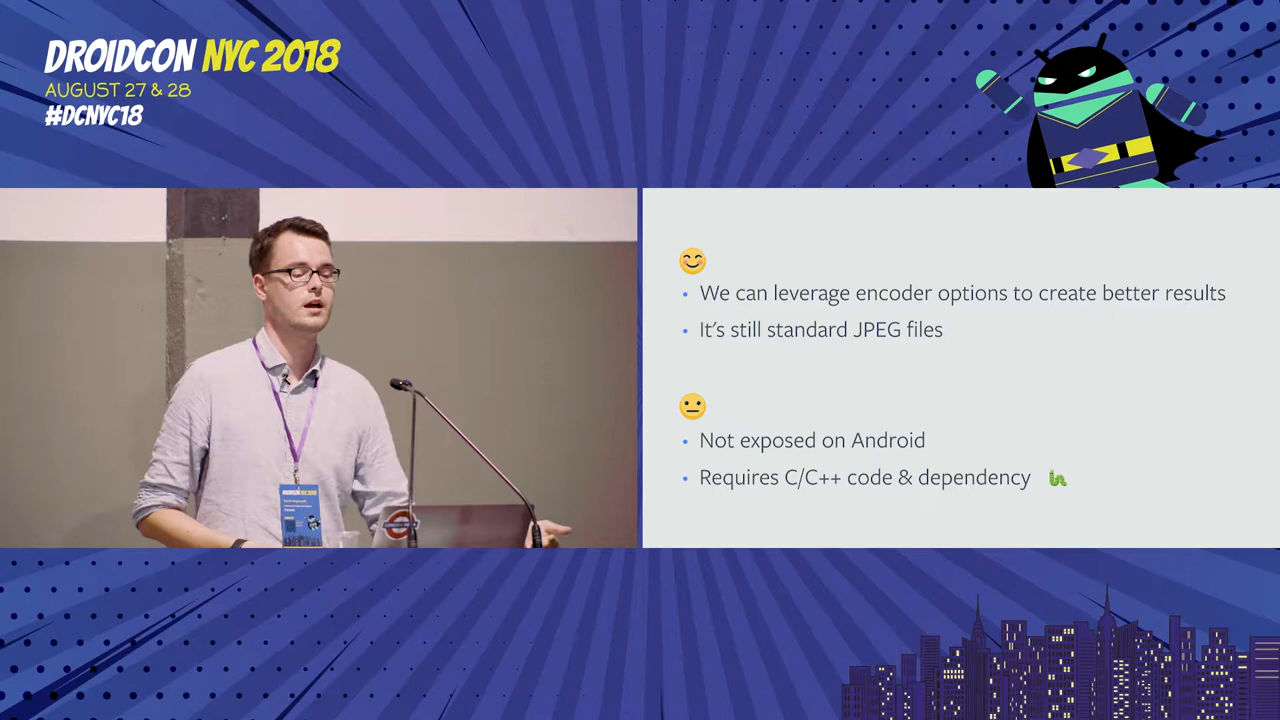 DROIDCON NYC 2018
AUGUST 27 & 28
#DCNYC18
• We can leverage encoder options to create better results
• It's still standard JPEG files
• Not exposed on Android
• Requires C/C++ code & dependency